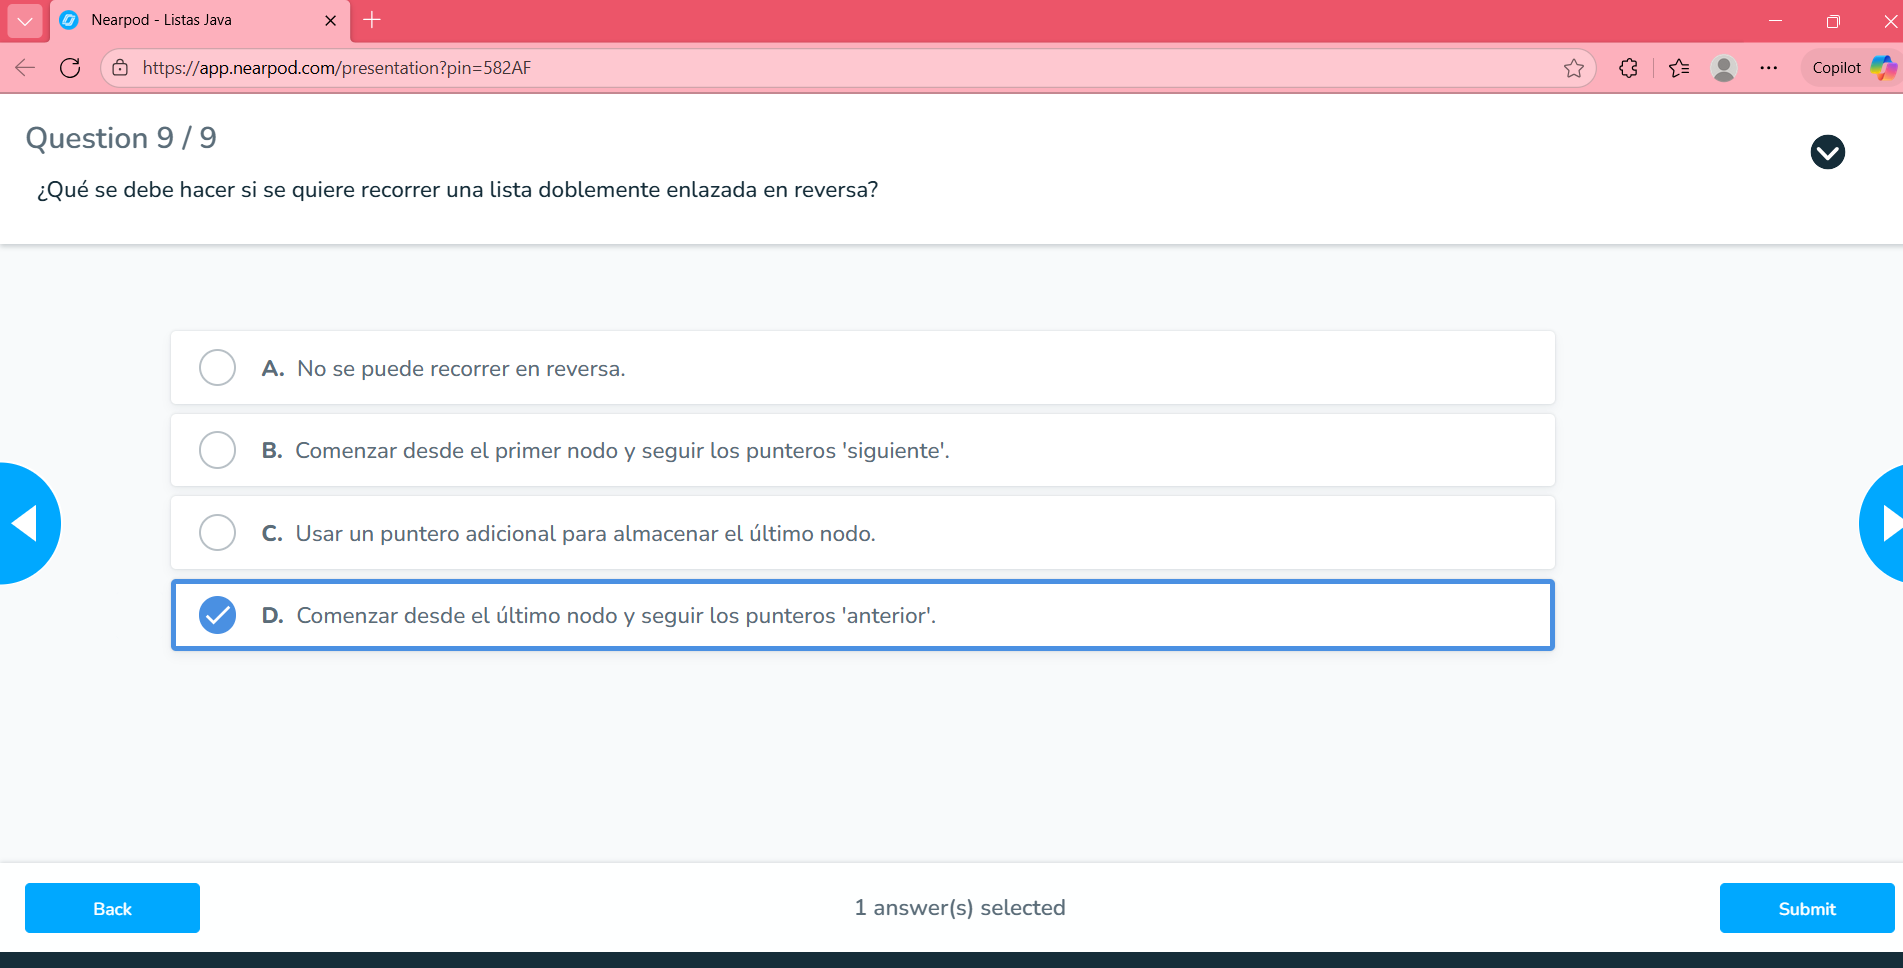 Nearpod - Listas Java
https://app.nearpod.com/presentation?pin=582AF
Copilot
Question 9 / 9
¿Qué se debe hacer si se quiere recorrer una lista doblemente enlazada en reversa?
A. No se puede recorrer en reversa.
B. Comenzar desde el primer nodo y seguir los punteros 'siguiente'.
C. Usar un puntero adicional para almacenar el último nodo.
D. Comenzar desde el último nodo y seguir los punteros 'anterior'.
Back
1 answer(s) selected
Submit